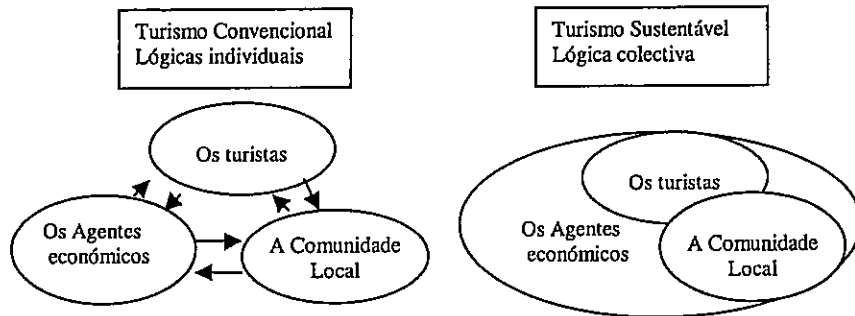 Turismo Convencional
Lógicas individuais
Os turistas
Os Agentes
económicos
A Comunidade
Local
Turismo Sustentável
Lógica colectiva
Os turistas
Os Agentes
económicos
A Comunidade
Local